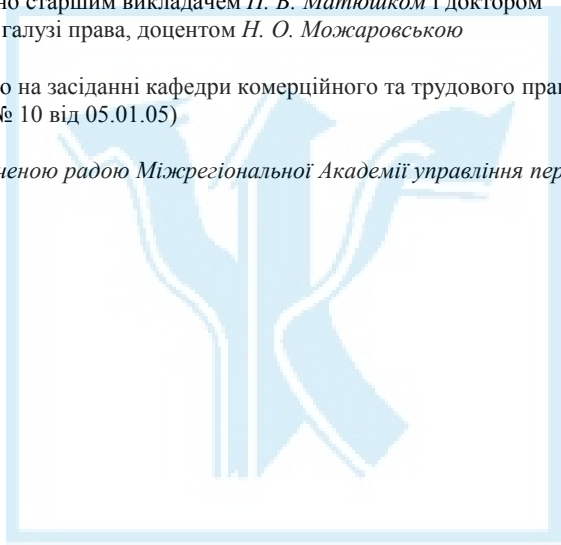 но старшим викладачем П. В. Матюшком і доктором
галузі права, доцентом Н. О. Можаровською
о на засіданні кафедри комерційного та трудового прав
№ 10 від 05.01.05)
ченою радою Міжрегіональної Академії управління пер